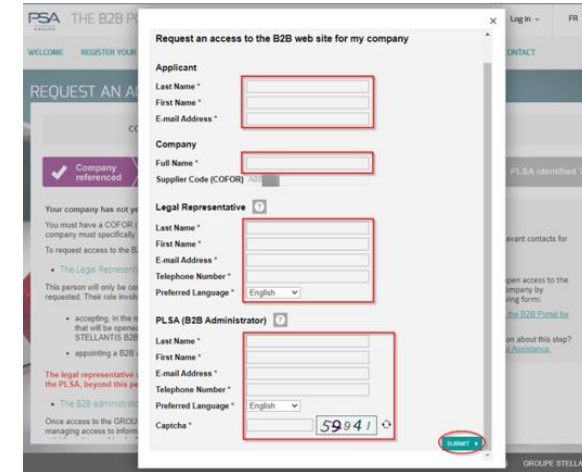 PSA
GROUPE
THE B2B P
Log in
FR
WELCOME
REGISTER YOUR
ONTACT
REQUEST AN A
Company
referenced
PLSA identified
Your company has not ye
You must have a COFOR (
company must specifically
To request access to the B
The Legal Representa
This person will only be co
requested. Their role involv
accepting, in the n
that will be opened
STELLANTIS B2B
appointing a B2B
The legal representative
the PLSA, beyond this pe
The B2B administrato
Once access to the GROU
managing access to inform
Request an access to the B2B web site for my company
×
Applicant
Last Name *
First Name *
E-mail Address *
Company
Full Name *
Supplier Code (COFOR) A00
Legal Representative ?
Last Name *
First Name *
E-mail Address *
Telephone Number *
Preferred Language * English
PLSA (B2B Administrator) ?
Last Name *
First Name *
E-mail Address *
Telephone Number *
Preferred Language * English
Captcha * 59941
SUBMIT
evant contacts for
pen access to the
ompany by
ving form:
the B2B Portal for
on about this step?
Assistance.
GROUPE STELLA